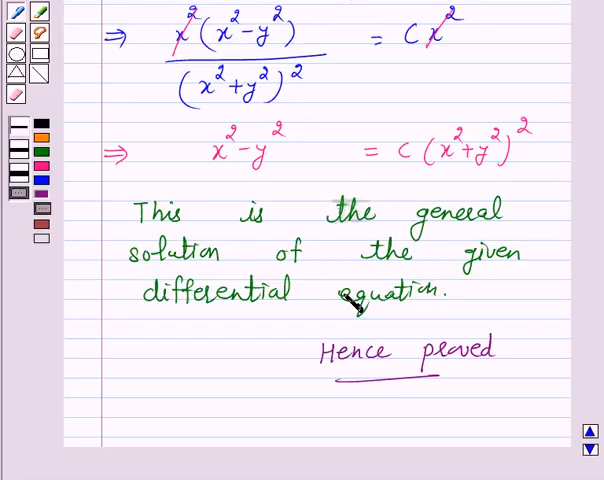 ⇒ x²(x²-y²) / (x²+y²)² = Cx²
⇒ x²-y² = C(x²+y²)²
This is the general
solution of the given
differential equation.
Hence proved